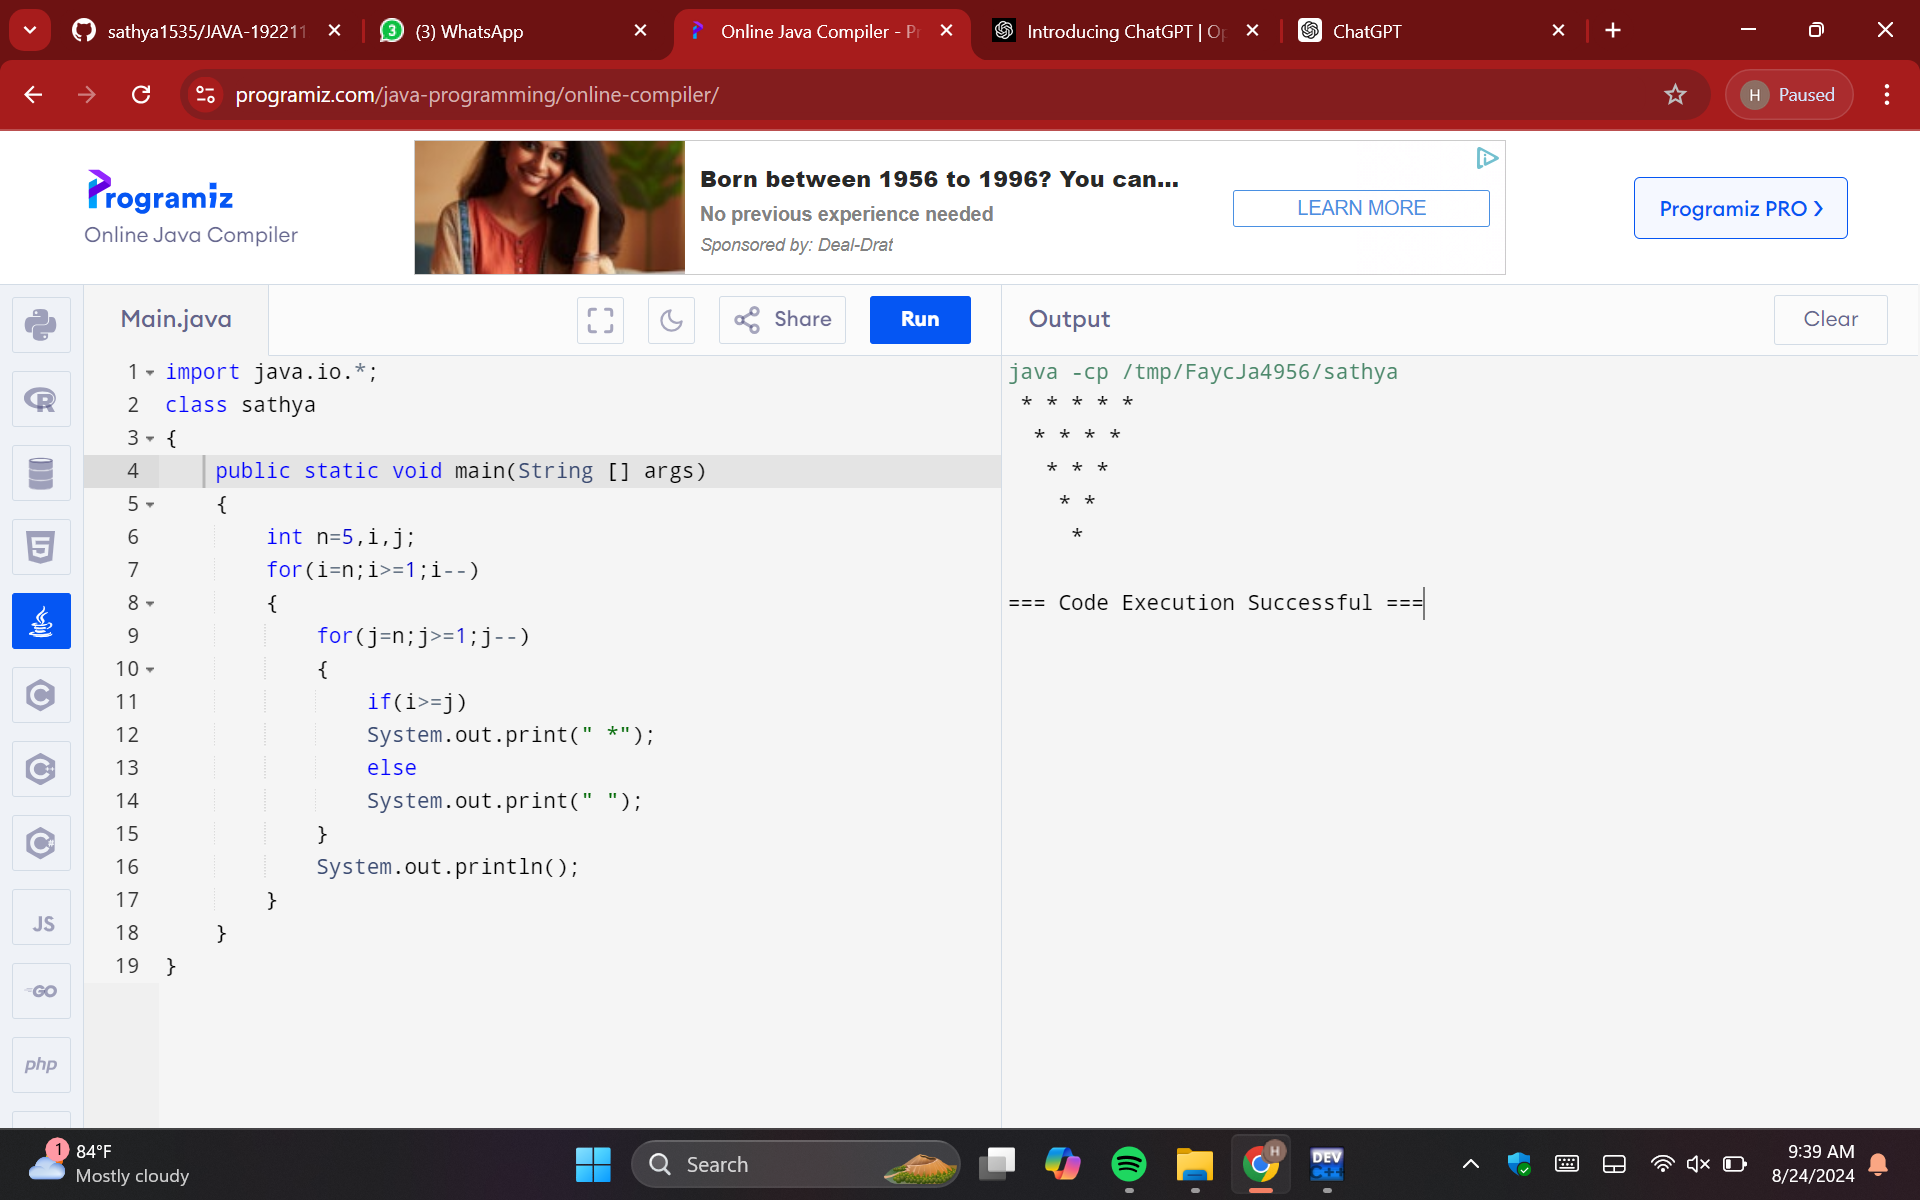 sathya1535/JAVA-192211
(3) WhatsApp
Online Java Compiler - Pr
Introducing ChatGPT | Op
ChatGPT
programiz.com/java-programming/online-compiler/
H Paused
Programiz
Online Java Compiler
Born between 1956 to 1996? You can...
No previous experience needed
Sponsored by: Deal-Drat
LEARN MORE
Programiz PRO
Main.java
Share
Run
Output
Clear
1 import java.io.*;
2 class sathya
3 {
4 public static void main(String [] args)
5 {
6 int n=5,i,j;
7 for(i=n;i>=1;i--)
8 {
9 for(j=n;j>=1;j--)
10 {
11 if(i>=j)
12 System.out.print(" *");
13 else
14 System.out.print(" ");
15 }
16 System.out.println();
17 }
18 }
19 }
java -cp /tmp/FaycJa4956/sathya
* * * * *
* * * *
* * *
* *
*
=== Code Execution Successful ===
JS
GO
php
1
84°F
Mostly cloudy
Search
H
DEV
C++
9:39 AM
8/24/2024